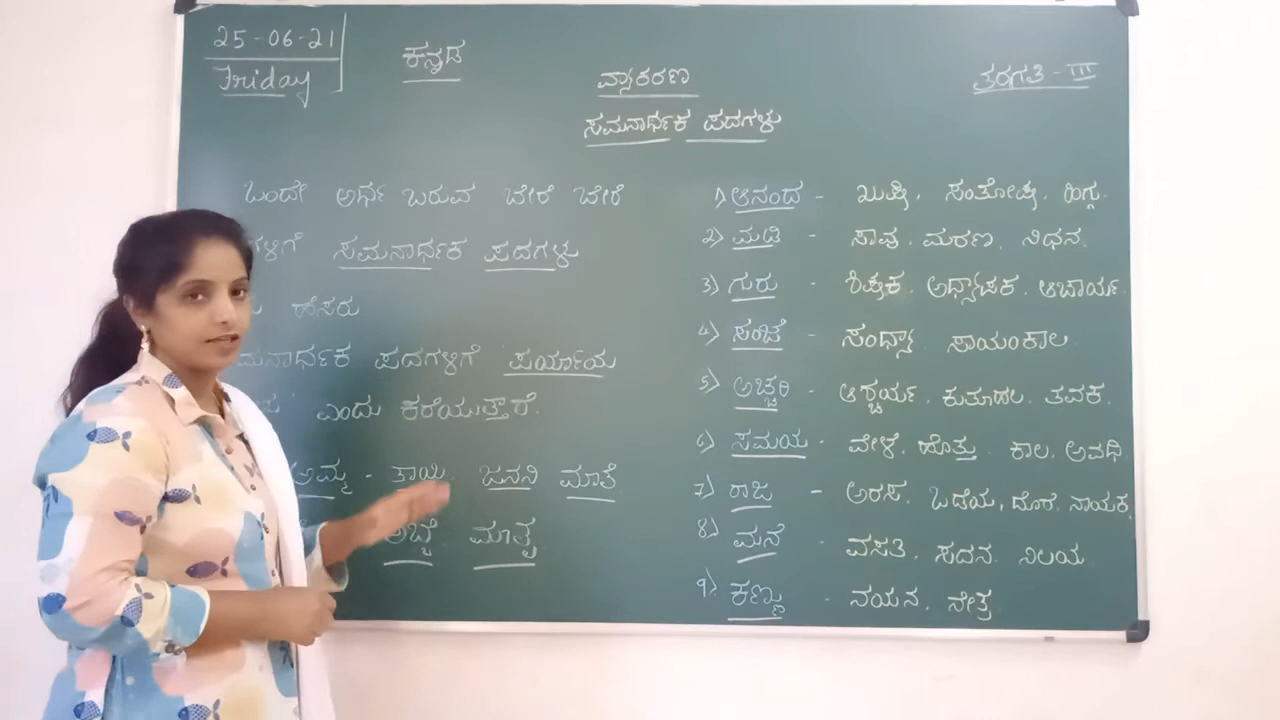 25-06-21
Friday
ಕನ್ನಡ
ವ್ಯಾಕರಣ
ತರಗತಿ - III
ಸಮನಾರ್ಥಕ ಪದಗಳು
ಒಂದೇ ಅರ್ಥ ಬರುವ ಬೇರೆ ಬೇರೆ
ಸಮನಾರ್ಥಕ ಪದಗಳು
ಹೆಸರು
ಮನಾರ್ಥಕ ಪದಗಳಿಗೆ ಪರ್ಯಾಯ
ಎಂದು ಕರೆಯುತ್ತಾರೆ.
ಅಮ್ಮ - ತಾಯಿ ಜನನಿ ಮಾತೆ
ಅಬ್ಬೆ ಮಾತೃ
1) ಆನಂದ - ಖುಷಿ, ಸಂತೋಷ, ಹಿಗ್ಗು
2) ಮಡಿ - ಸಾವು, ಮರಣ, ನಿಧನ
3) ಗುರು - ಶಿಕ್ಷಕ, ಅರ್ಧ್ಯಾಪಕ, ಆಚಾರ್ಯ
4) ಸಂಜೆ - ಸಂರ್ಧ್ಯಾ, ಸಾಯಂಕಾಲ
5) ಅಚ್ಚರಿ - ಆಶ್ಚರ್ಯ, ಕುತೂಹಲ, ತವಕ.
6) ಸಮಯ - ವೇಳೆ, ಹೊತ್ತು, ಕಾಲ, ಅವಧಿ
7) ರಾಜ - ಅರಸ, ಒಡೆಯ, ದೊರೆ, ನಾಯಕ,
8) ಮನೆ - ವಸತಿ, ಸದನ, ನಿಲಯ
9) ಕಣ್ಣು - ನಯನ, ನೇತ್ರ